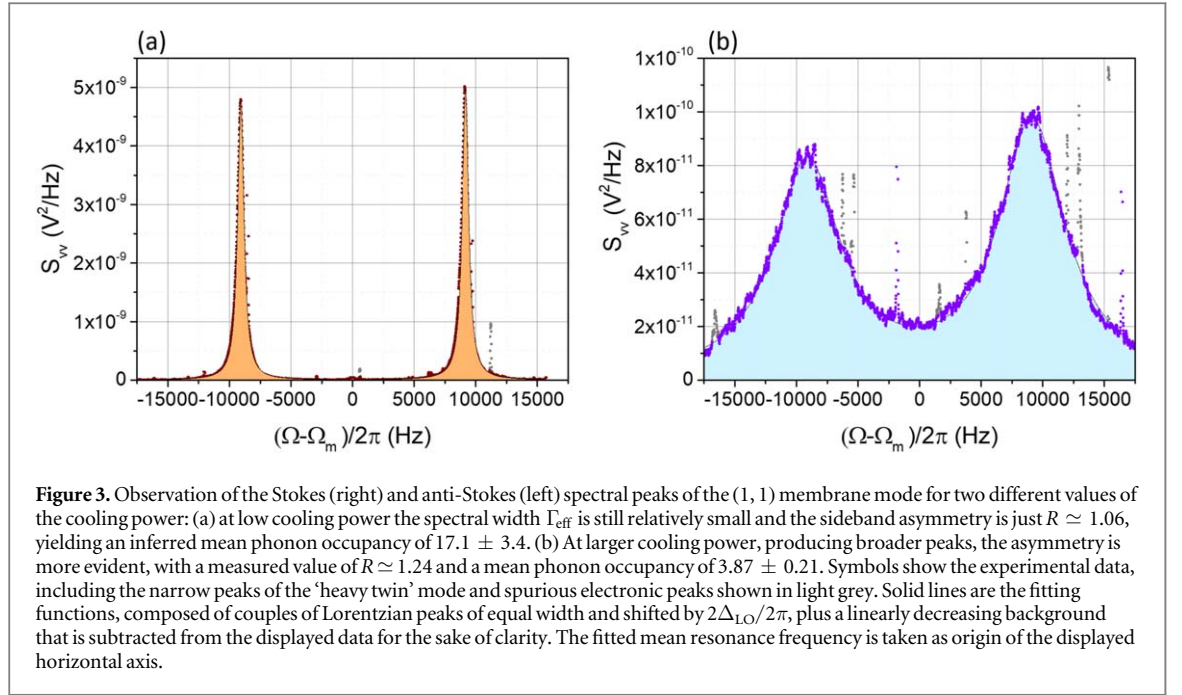 (a)
(b)
5x10⁻⁹
4x10⁻⁹
3x10⁻⁹
2x10⁻⁹
1x10⁻⁹
0
S_vv (V²/Hz)
-15000 -10000 -5000 0 5000 10000 15000
(Ω-Ω_m)/2π (Hz)
1x10⁻¹⁰
1x10⁻¹⁰
8x10⁻¹¹
6x10⁻¹¹
4x10⁻¹¹
2x10⁻¹¹
0
S_vv (V²/Hz)
-15000 -10000 -5000 0 5000 10000 15000
(Ω-Ω_m)/2π (Hz)
Figure 3. Observation of the Stokes (right) and anti-Stokes (left) spectral peaks of the (1, 1) membrane mode for two different values of
the cooling power: (a) at low cooling power the spectral width Γ_eff is still relatively small and the sideband asymmetry is just R ≃ 1.06,
yielding an inferred mean phonon occupancy of 17.1 ± 3.4. (b) At larger cooling power, producing broader peaks, the asymmetry is
more evident, with a measured value of R ≃ 1.24 and a mean phonon occupancy of 3.87 ± 0.21. Symbols show the experimental data,
including the narrow peaks of the ‘heavy twin’ mode and spurious electronic peaks shown in light grey. Solid lines are the fitting
functions, composed of couples of Lorentzian peaks of equal width and shifted by 2Δ_LO/2π, plus a linearly decreasing background
that is subtracted from the displayed data for the sake of clarity. The fitted mean resonance frequency is taken as origin of the displayed
horizontal axis.